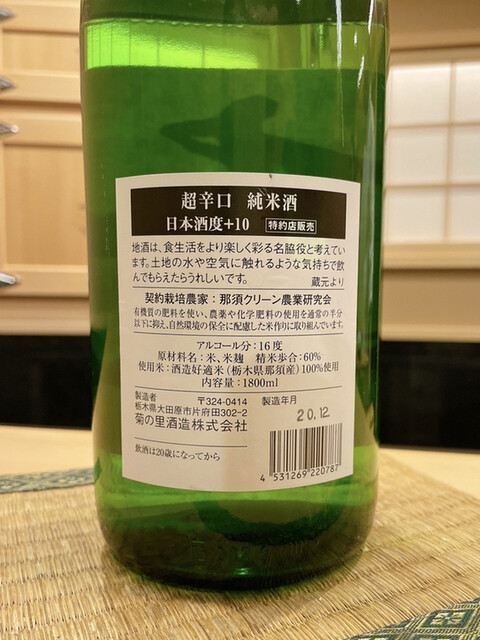 超辛口 純米酒
日本酒度+10 特約店販売
地酒は、食生活をより楽しく彩る名脇役と考えてい
ます。土地の水や空気に触れるような気持ちで飲
んでもらえたらうれしいです。 蔵元より
契約栽培農家：那須クリーン農業研究会
有機質の肥料を使い、農薬や化学肥料の使用を通常の半分
以下に抑え、自然環境の保全に配慮した米作りに取り組んでいます。
アルコール分：16度
原材料名：米、米麹 精米歩合：60%
使用米：酒造好適米（栃木県那須産）100%使用
内容量：1800ml
製造者 〒324-0414 製造年月
栃木県大田原市片府田302-2
20.12
菊の里酒造株式会社
飲酒は20歳になってから
4 531269 220787